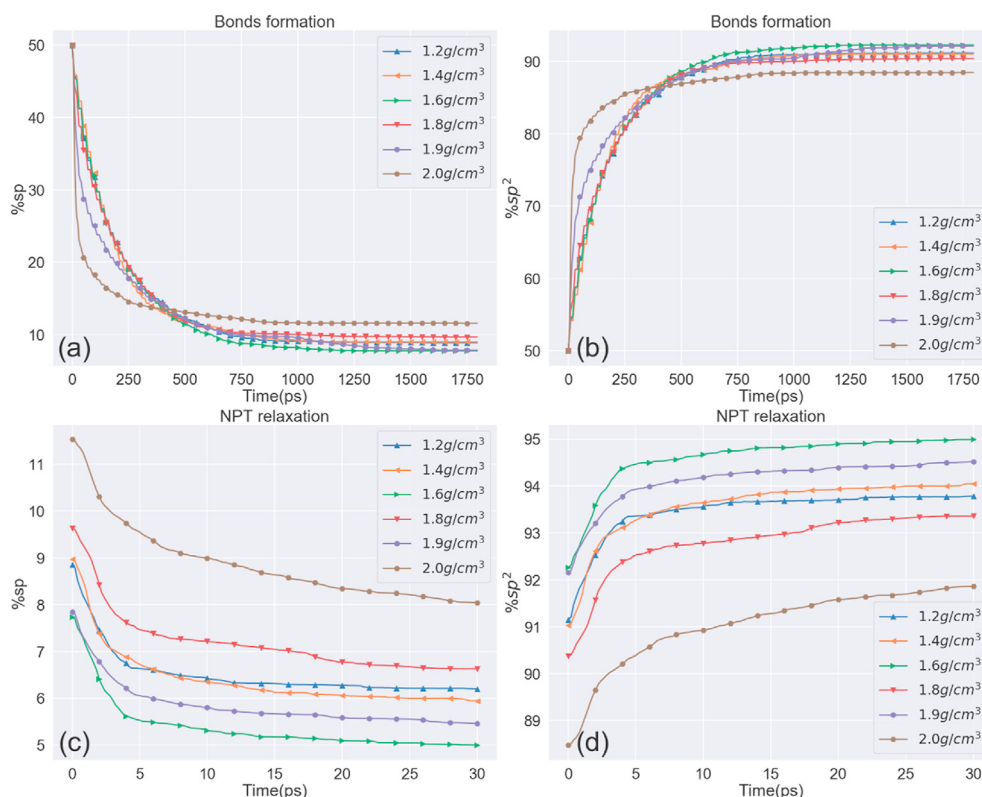 Bonds formation
50
40
30
20
10
%sp
0
250
500
750
1000
1250
1500
1750
Time(ps)
(a)
1.2g/cm³
1.4g/cm³
1.6g/cm³
1.8g/cm³
1.9g/cm³
2.0g/cm³
Bonds formation
90
80
70
60
50
%sp²
0
250
500
750
1000
1250
1500
1750
Time(ps)
(b)
1.2g/cm³
1.4g/cm³
1.6g/cm³
1.8g/cm³
1.9g/cm³
2.0g/cm³
NPT relaxation
11
10
9
8
7
6
5
%sp
0
5
10
15
20
25
30
Time(ps)
(c)
1.2g/cm³
1.4g/cm³
1.6g/cm³
1.8g/cm³
1.9g/cm³
2.0g/cm³
NPT relaxation
95
94
93
92
91
90
89
88
%sp²
0
5
10
15
20
25
30
Time(ps)
(d)
1.2g/cm³
1.4g/cm³
1.6g/cm³
1.8g/cm³
1.9g/cm³
2.0g/cm³